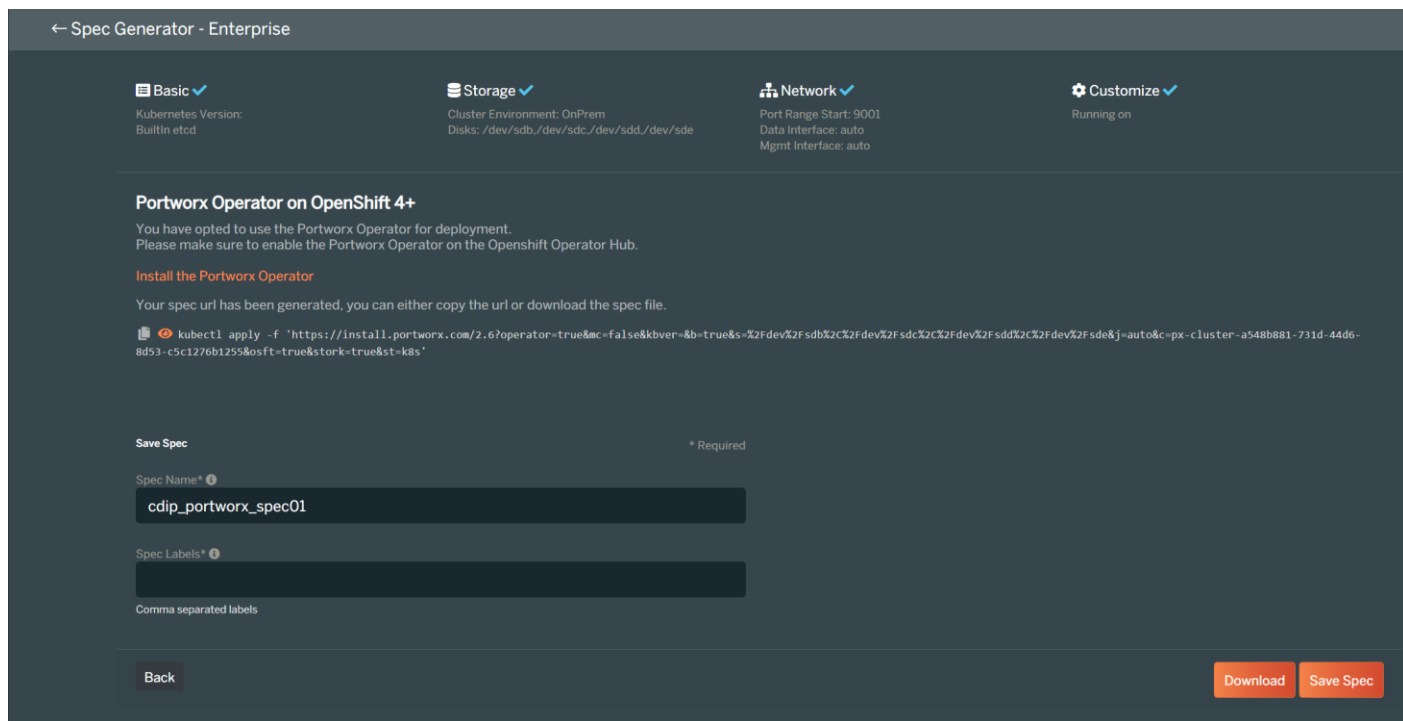 ← Spec Generator - Enterprise
Basic
Storage
Network
Customize
Kubernetes Version:
Cluster Environment: OnPrem
Port Range Start: 9001
Running on
BuiltIn etcd
Disks: /dev/sdb,/dev/sdc,/dev/sdd,/dev/sde
Data Interface: auto
Mgmt Interface: auto
Portworx Operator on OpenShift 4+
You have opted to use the Portworx Operator for deployment.
Please make sure to enable the Portworx Operator on the Openshift Operator Hub.
Install the Portworx Operator
Your spec url has been generated, you can either copy the url or download the spec file.
kubectl apply -f 'https://install.portworx.com/2.6?operator=true&mc=false&kbver=&b=true&s=%2Fdev%2Fsdb%2C%2Fdev%2Fsdc%2C%2Fdev%2Fsdd%2C%2Fdev%2Fsde&j=auto&c=px-cluster-a548b881-731d-44d6-
8d53-c5c1276b1255&osft=true&stork=true&st=k8s'
Save Spec
* Required
Spec Name*
cdip_portworx_spec01
Spec Labels*
Comma separated labels
Back
Download
Save Spec